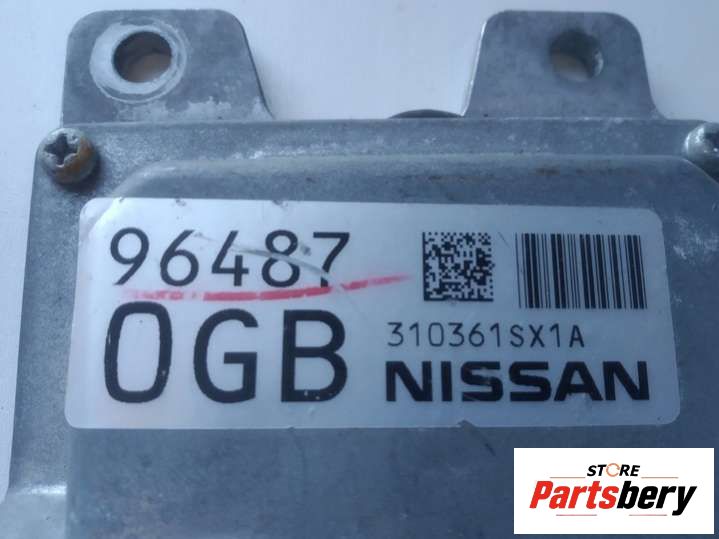 96487
0GB
310361SX1A
NISSAN
STORE
Partsbery